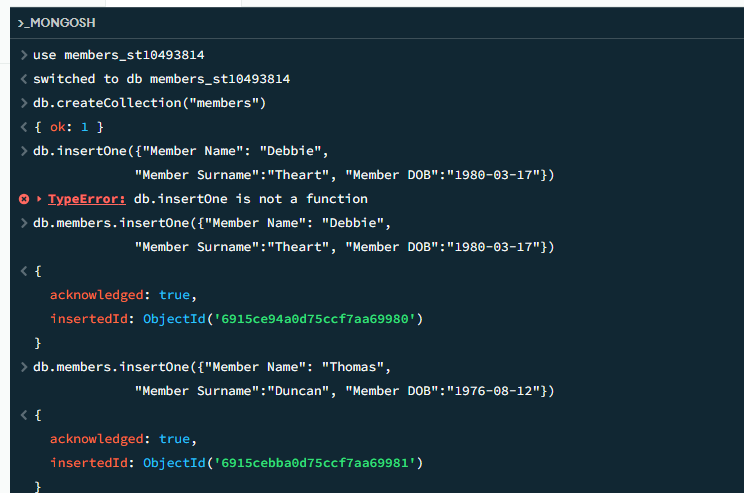 >_MONGOSH
> use members_st10493814
< switched to db members_st10493814
> db.createCollection("members")
< { ok: 1 }
> db.insertOne({"Member Name": "Debbie",
"Member Surname":"Theart", "Member DOB":"1980-03-17"})
TypeError: db.insertOne is not a function
> db.members.insertOne({"Member Name": "Debbie",
"Member Surname":"Theart", "Member DOB":"1980-03-17"})
< {
acknowledged: true,
insertedId: ObjectId('6915ce94a0d75ccf7aa69980')
}
> db.members.insertOne({"Member Name": "Thomas",
"Member Surname":"Duncan", "Member DOB":"1976-08-12"})
< {
acknowledged: true,
insertedId: ObjectId('6915cebba0d75ccf7aa69981')
}